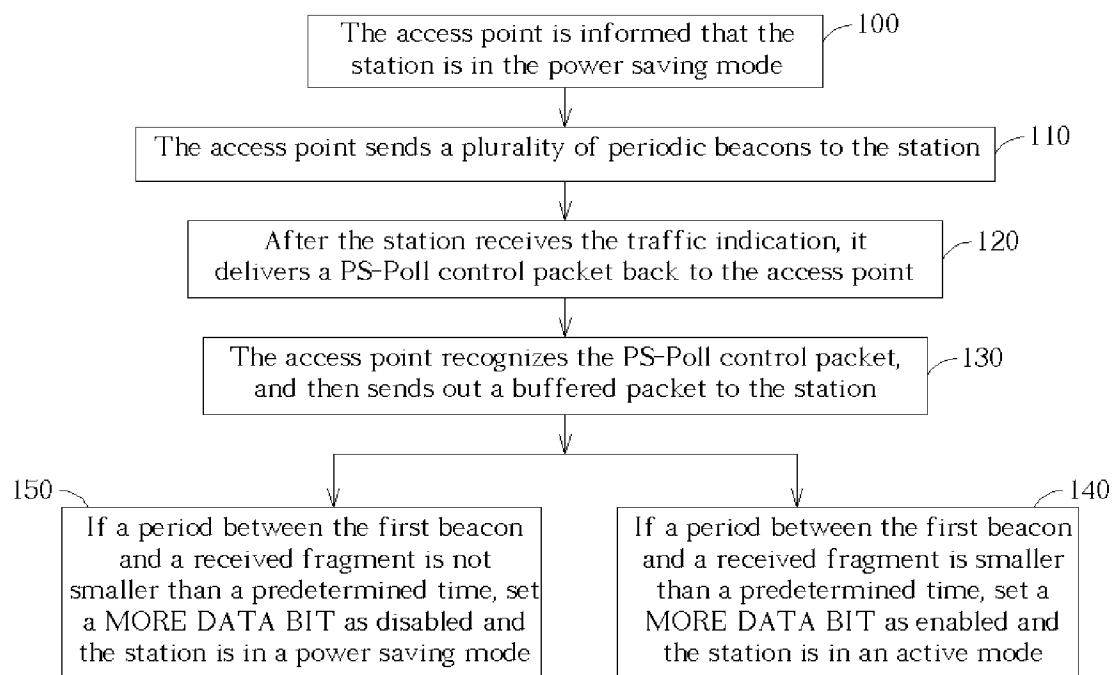 The access point is informed that the
station is in the power saving mode
100
The access point sends a plurality of periodic beacons to the station
110
After the station receives the traffic indication, it
delivers a PS-Poll control packet back to the access point
120
The access point recognizes the PS-Poll control packet,
and then sends out a buffered packet to the station
130
150
If a period between the first beacon
and a received fragment is not
smaller than a predetermined time, set
a MORE DATA BIT as disabled and
the station is in a power saving mode
140
If a period between the first beacon
and a received fragment is smaller
than a predetermined time, set a
MORE DATA BIT as enabled and
the station is in an active mode